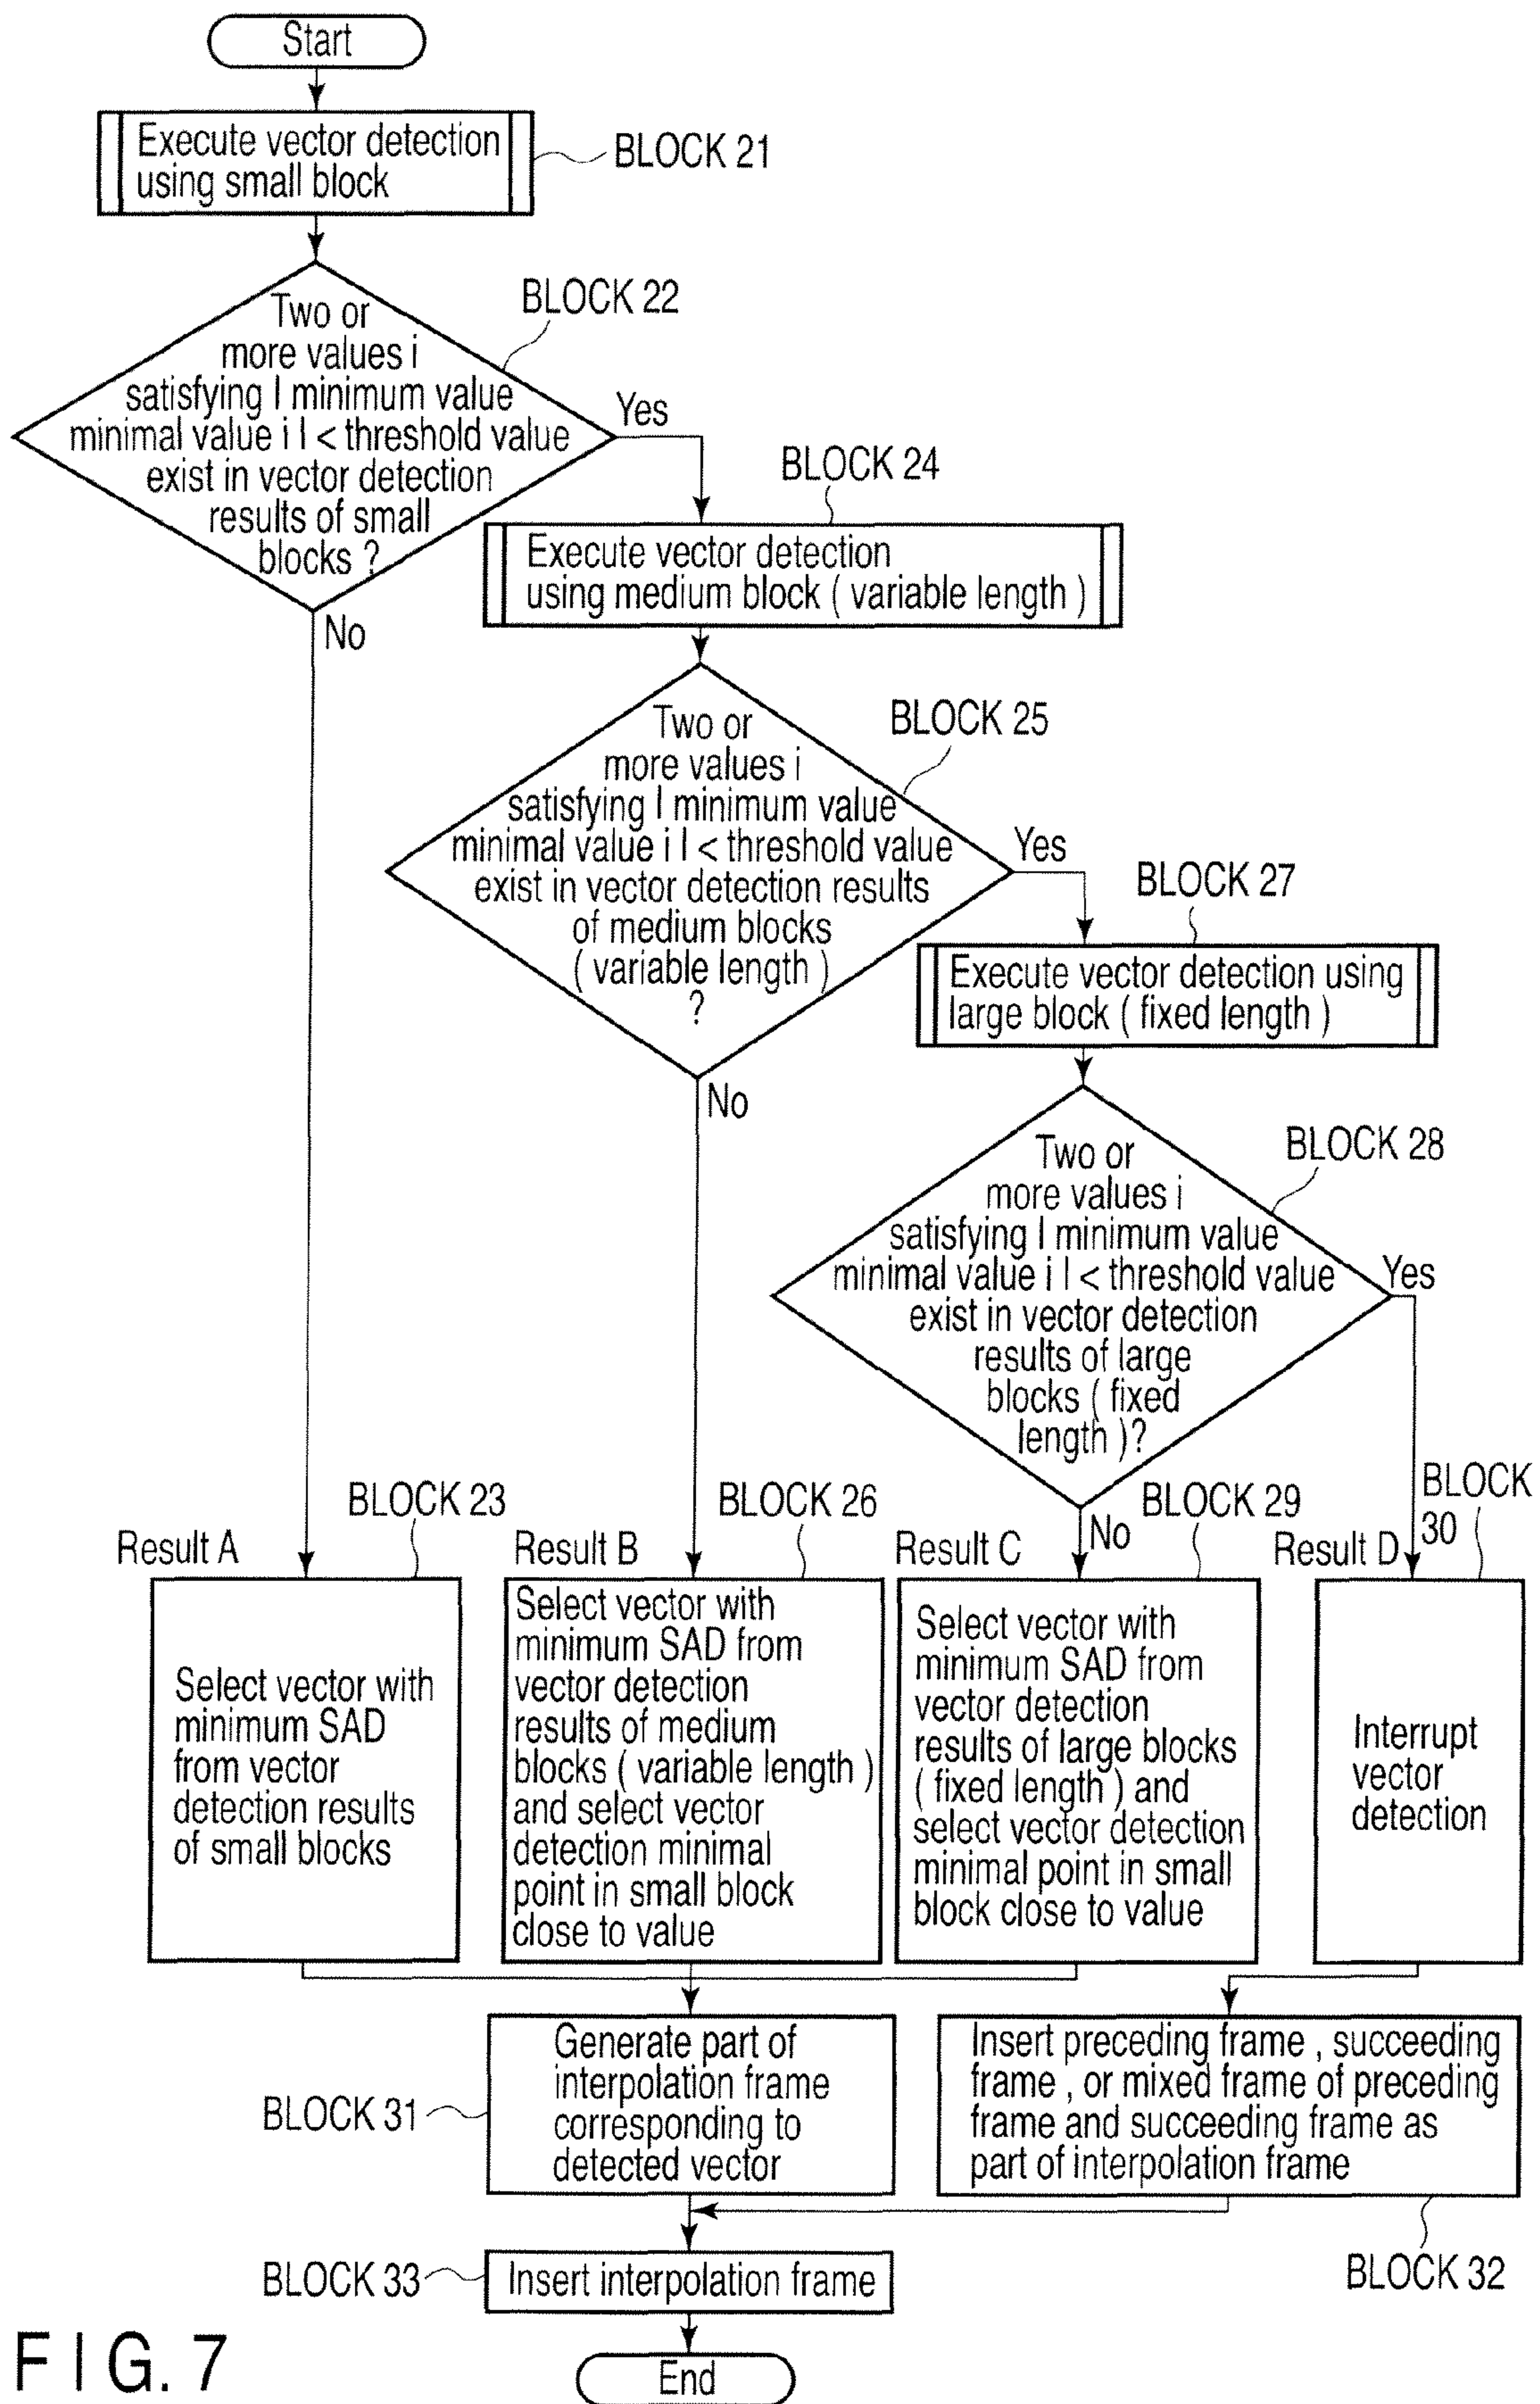 Start
Execute vector detection
using small block
BLOCK 21
BLOCK 22
Two or
more values i
satisfying | minimum value
minimal value i | < threshold value
exist in vector detection
results of small
blocks ?
Yes
No
BLOCK 24
Execute vector detection
using medium block ( variable length )
BLOCK 25
Two or
more values i
satisfying | minimum value
minimal value i | < threshold value
exist in vector detection results
of medium blocks
( variable length )
?
Yes
No
BLOCK 27
Execute vector detection using
large block ( fixed length )
BLOCK 28
Two or
more values i
satisfying | minimum value
minimal value i | < threshold value
exist in vector detection
results of large
blocks ( fixed
length )?
Yes
No
Result A
BLOCK 23
Select vector with
minimum SAD
from vector
detection results
of small blocks
Result B
BLOCK 26
Select vector with
minimum SAD from
vector detection
results of medium
blocks ( variable length )
and select vector
detection minimal
point in small block
close to value
Result C
BLOCK 29
Select vector with
minimum SAD from
vector detection
results of large blocks
( fixed length ) and
select vector detection
minimal point in small
block close to value
Result D
BLOCK
30
Interrupt
vector
detection
BLOCK 31
Generate part of
interpolation frame
corresponding to
detected vector
Insert preceding frame , succeeding
frame , or mixed frame of preceding
frame and succeeding frame as
part of interpolation frame
BLOCK 32
BLOCK 33
Insert interpolation frame
End
FIG. 7